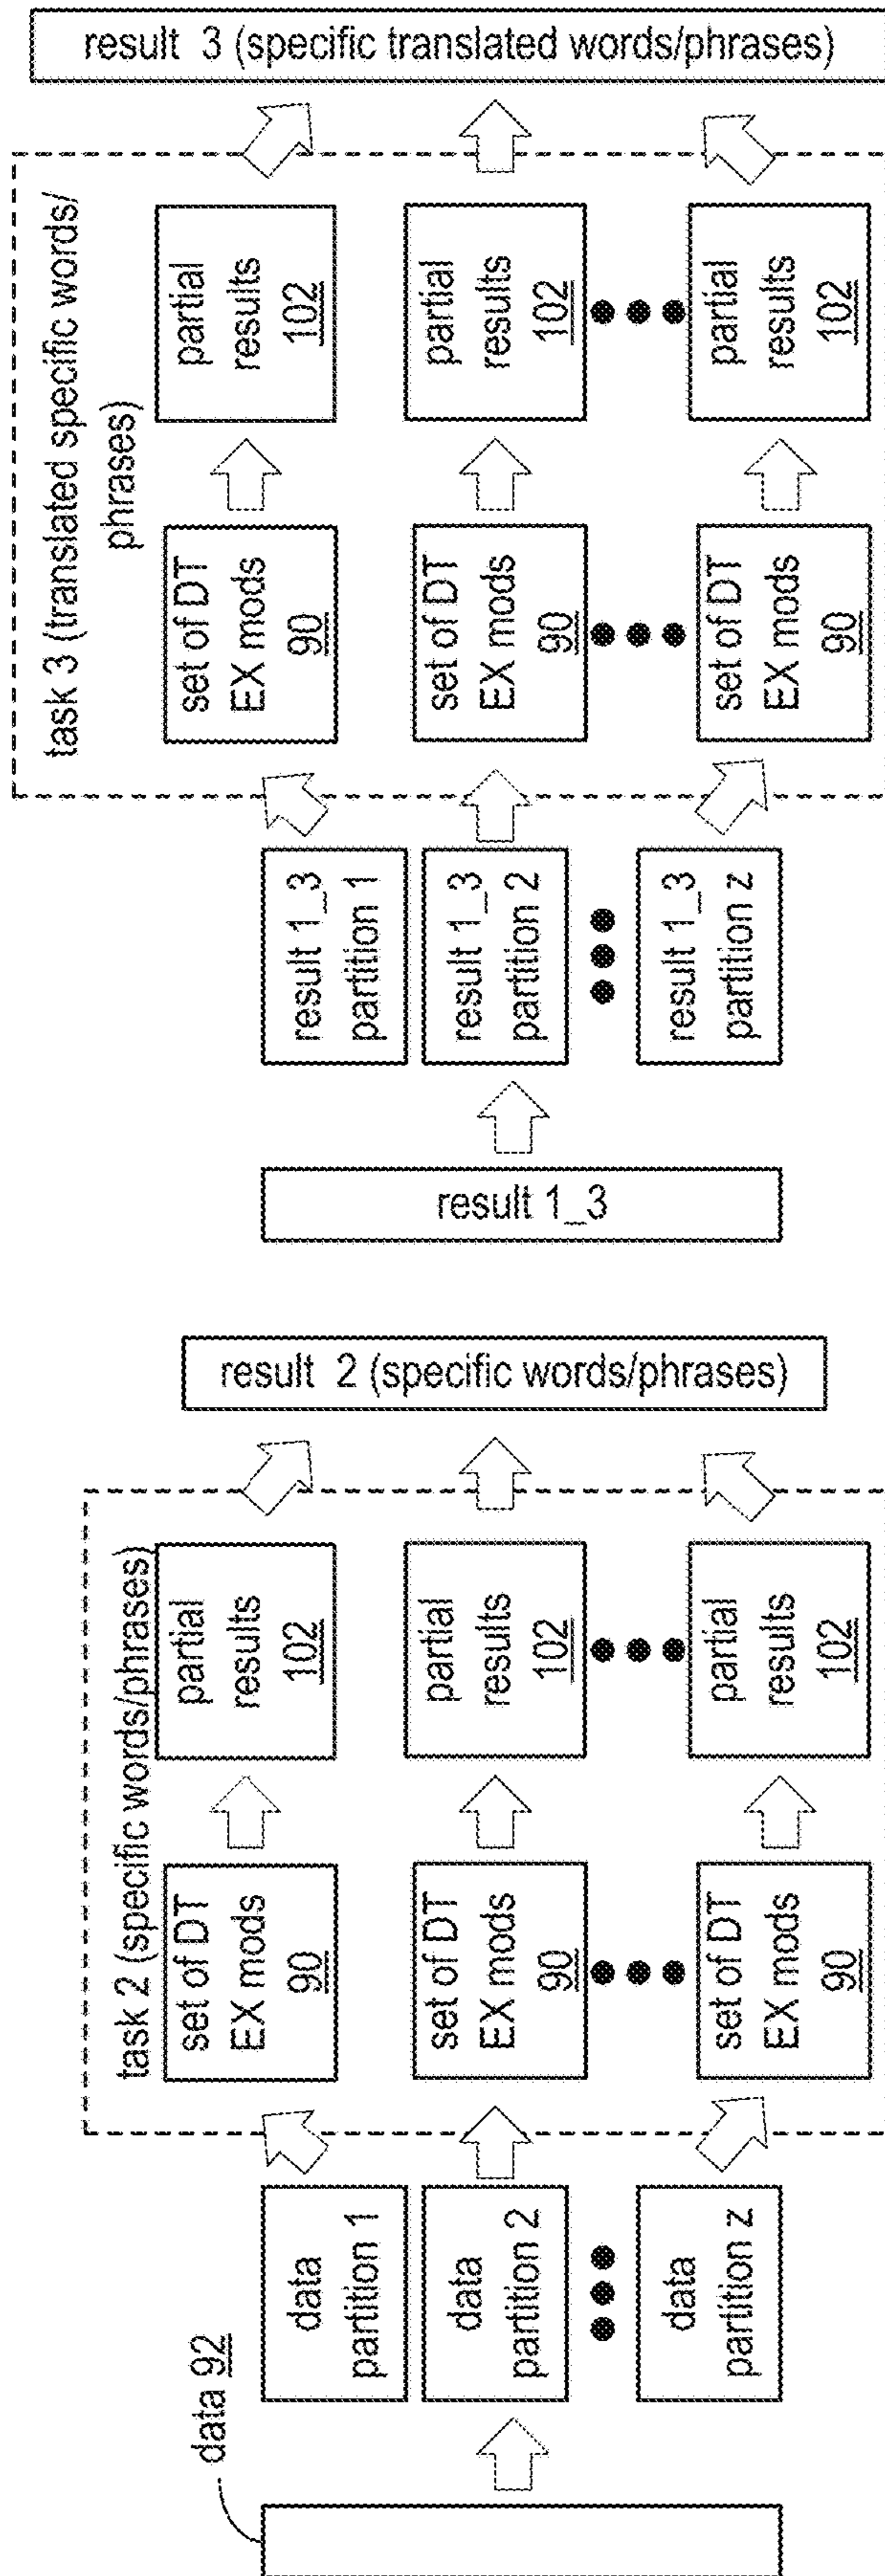 data 92
data
partition 1
data
partition 2
data
partition z
task 2 (specific words/phrases)
set of DT
EX mods
90
set of DT
EX mods
90
set of DT
EX mods
90
partial
results
102
partial
results
102
partial
results
102
result 2 (specific words/phrases)
result 1_3
result 1_3
partition 1
result 1_3
partition 2
result 1_3
partition z
task 3 (translated specific words/
phrases)
set of DT
EX mods
90
set of DT
EX mods
90
set of DT
EX mods
90
partial
results
102
partial
results
102
partial
results
102
result 3 (specific translated words/phrases)